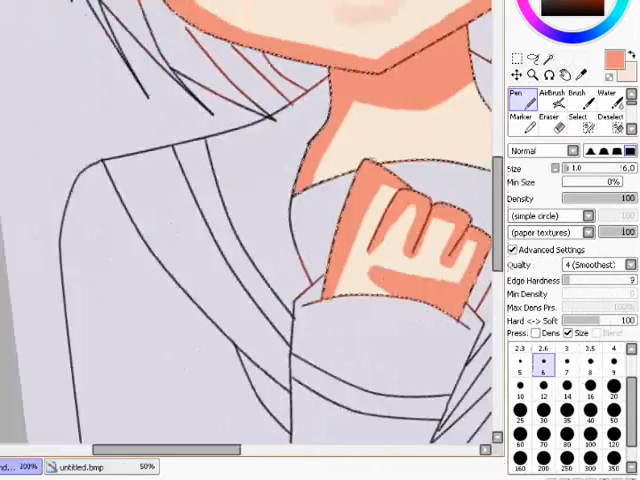 Pen AirBrush Brush Water
Marker Eraser Select Deselect
Normal
Size 1.0 6.0
Min Size 0%
Density 100
(simple circle)
(paper textures) 100
Advanced Settings
Quality 4 (Smoothest)
Edge Hardness 9
Min Density
Max Dens Prs. 100%
Hard <-> Soft 100
Press. Dens Size Blend
2.3 2.6 3 3.5 4
5 6 7 8 9
10 12 14 16 20
25 30 35 40 50
60 70 80 100 120
160 200 250 300 350
nd... 200% untitled.bmp 50%